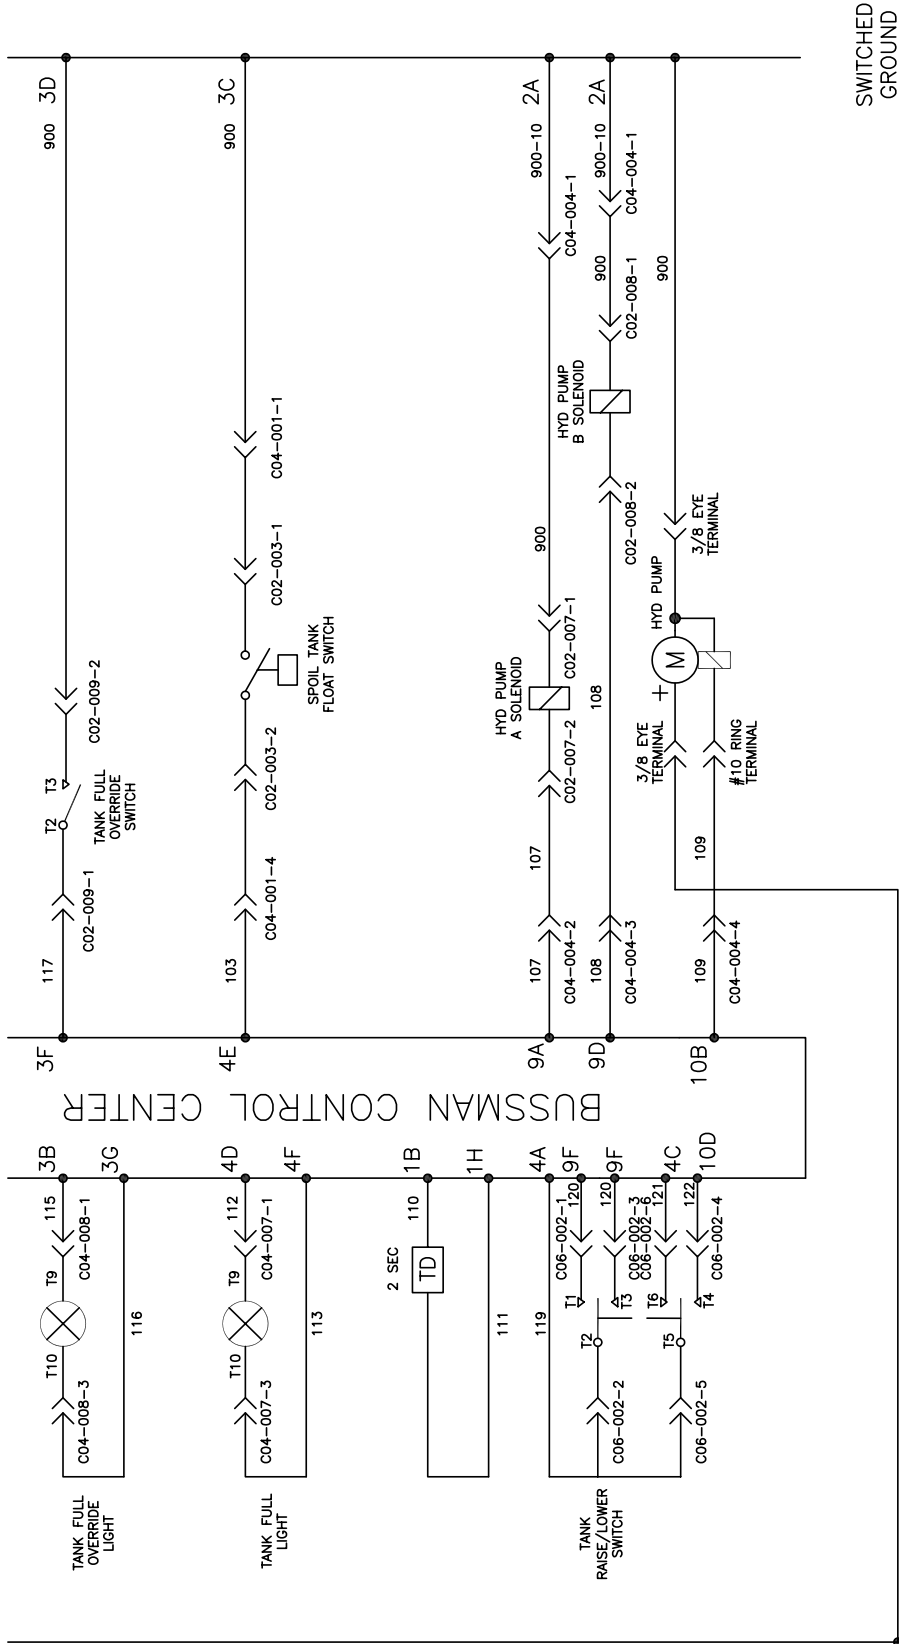 SWITCHED
GROUND
3D
900
C02-009-2
T3
T2
TANK FULL
OVERRIDE
SWITCH
C02-009-1
117
3F
3C
900
C04-001-1
C02-003-1
SPOIL TANK
FLOAT SWITCH
C02-003-2
C04-001-4
103
4E
2A
900-10
C04-004-1
900
C02-007-1
HYD PUMP
A SOLENOID
C02-007-2
107
107
C04-004-2
9A
2A
900-10
C04-004-1
900
C02-008-1
HYD PUMP
B SOLENOID
C02-008-2
108
108
C04-004-3
9D
900
3/8 EYE
TERMINAL
HYD PUMP
M
+
3/8 EYE
TERMINAL
#10 RING
TERMINAL
109
109
C04-004-4
10B
BUSSMAN CONTROL CENTER
3B
3G
4D
4F
1B
1H
4A
9F
9F
4C
10D
115
C04-008-1
T9
T10
C04-008-3
116
TANK FULL
OVERRIDE
LIGHT
112
C04-007-1
T9
T10
C04-007-3
113
TANK FULL
LIGHT
110
2 SEC
TD
111
119
120
C06-002-1
T1
120
C06-002-3
T3
T2
C06-002-2
121
C06-002-6
T6
122
C06-002-4
T4
T5
C06-002-5
TANK
RAISE/LOWER
SWITCH